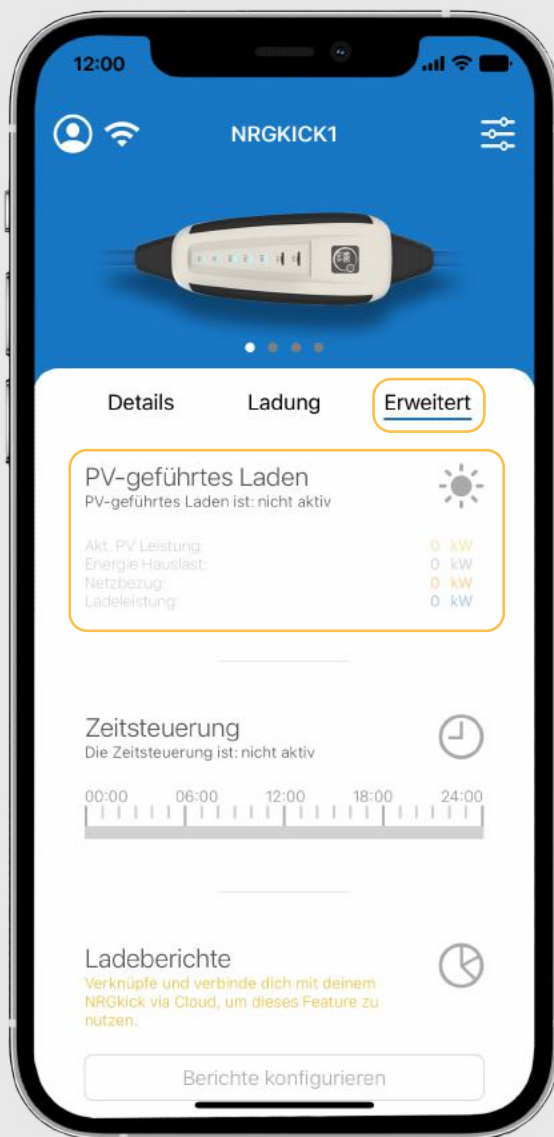 12:00
NRGKICK1
Details Ladung Erweitert
PV-geführtes Laden
PV-geführtes Laden ist: nicht aktiv
Akt. PV Leistung: 0 kW
Energie Hauslast: 0 kW
Netzbezug: 0 kW
Ladeleistung: 0 kW
Zeitsteuerung
Die Zeitsteuerung ist: nicht aktiv
00:00 06:00 12:00 18:00 24:00
Ladeberichte
Verknüpfe und verbinde dich mit deinem
NRGkick via Cloud, um dieses Feature zu
nutzen.
Berichte konfigurieren